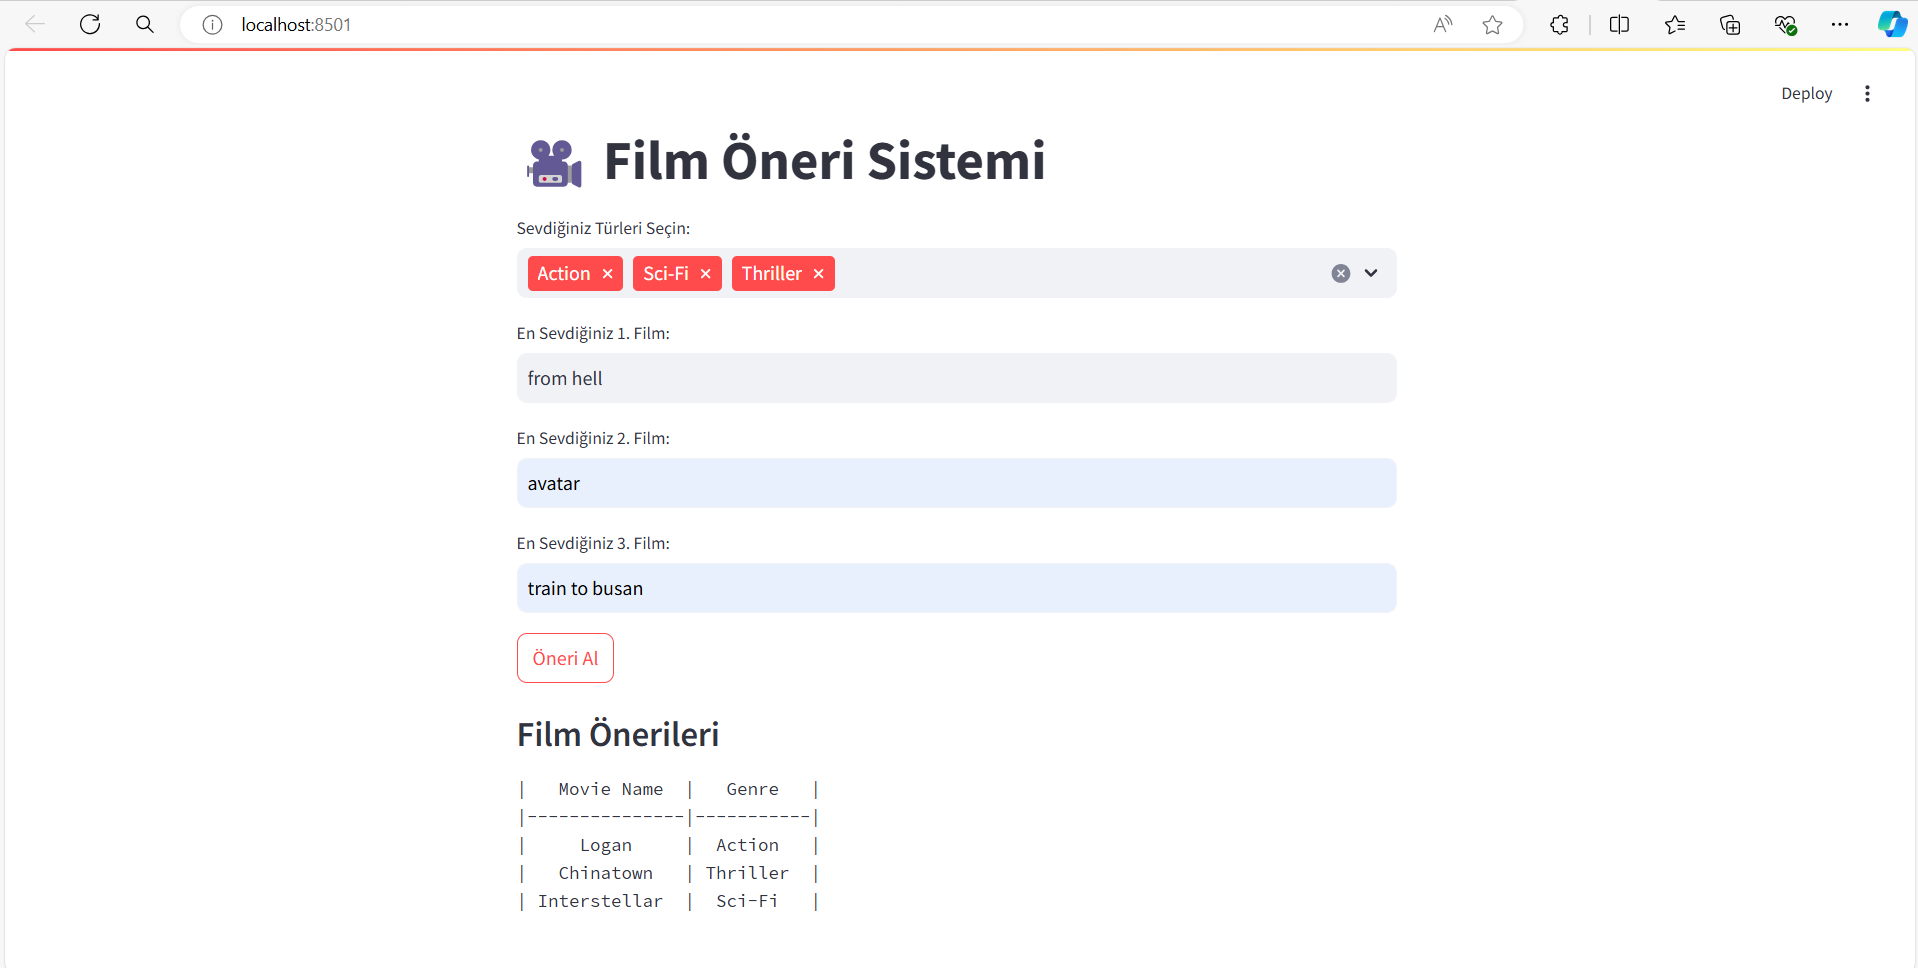 localhost:8501
Deploy
Film Öneri Sistemi
Sevdiğiniz Türleri Seçin:
Action × Sci-Fi × Thriller ×
En Sevdiğiniz 1. Film:
from hell
En Sevdiğiniz 2. Film:
avatar
En Sevdiğiniz 3. Film:
train to busan
Öneri Al
Film Önerileri
|   Movie Name  |   Genre   |
|---------------|-----------|
|     Logan     |  Action   |
|   Chinatown   | Thriller  |
| Interstellar  |  Sci-Fi   |